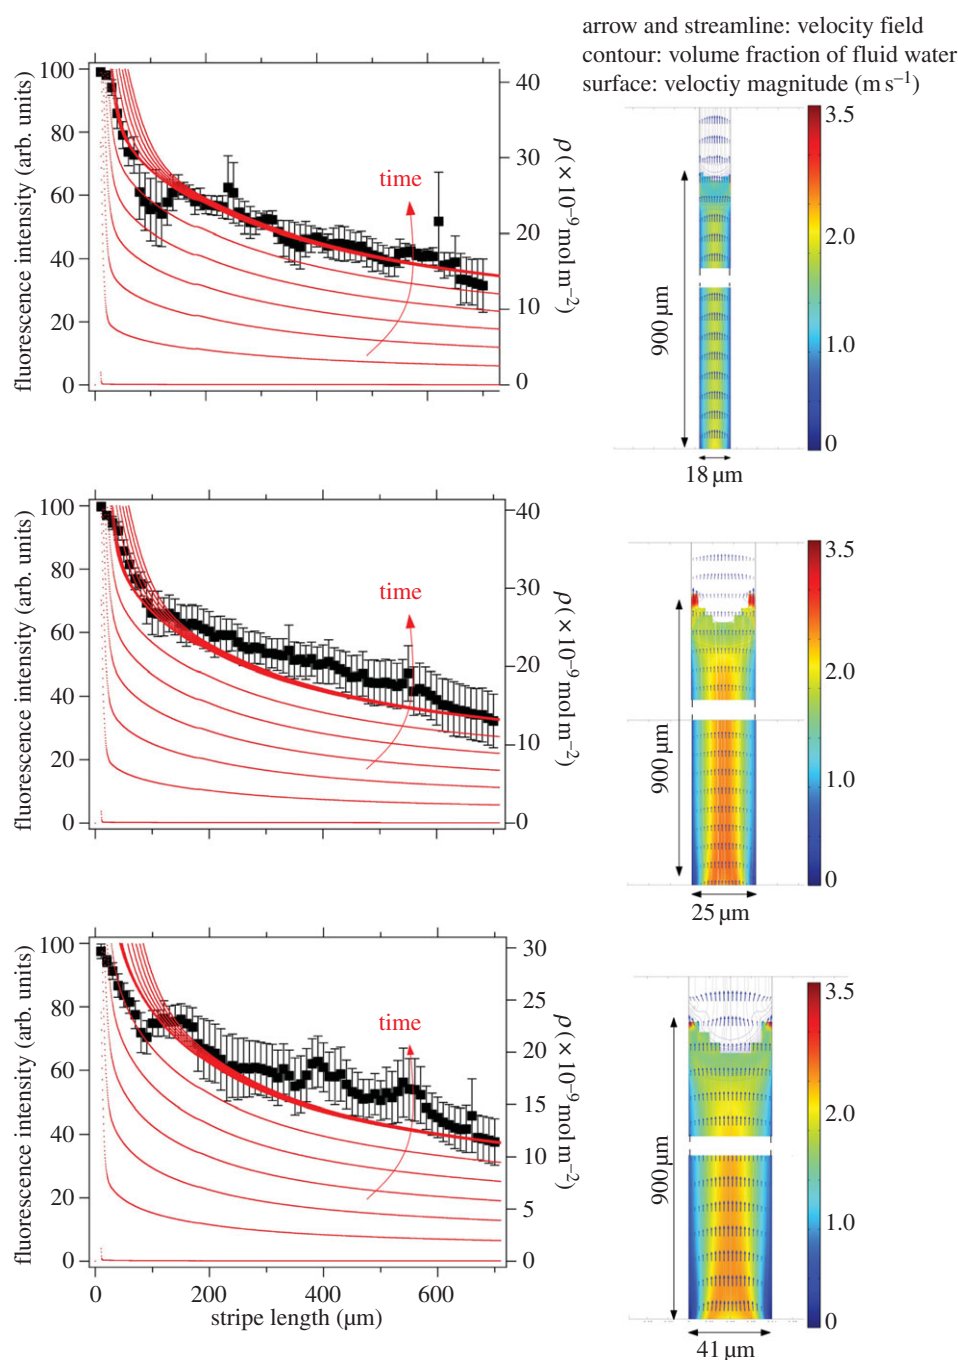 arrow and streamline: velocity field
contour: volume fraction of fluid water
surface: veloctiy magnitude (m s⁻¹)
fluorescence intensity (arb. units)
100
80
60
40
20
0
time
40
30
20
10
0
ρ (× 10⁻⁹ mol m⁻²)
900 µm
18 µm
3.5
2.0
1.0
0
fluorescence intensity (arb. units)
100
80
60
40
20
0
time
40
30
20
10
0
ρ (× 10⁻⁹ mol m⁻²)
900 µm
25 µm
3.5
2.0
1.0
0
fluorescence intensity (arb. units)
100
80
60
40
20
0
time
30
25
20
15
10
5
0
ρ (× 10⁻⁹ mol m⁻²)
0 200 400 600
stripe length (µm)
900 µm
41 µm
3.5
2.0
1.0
0